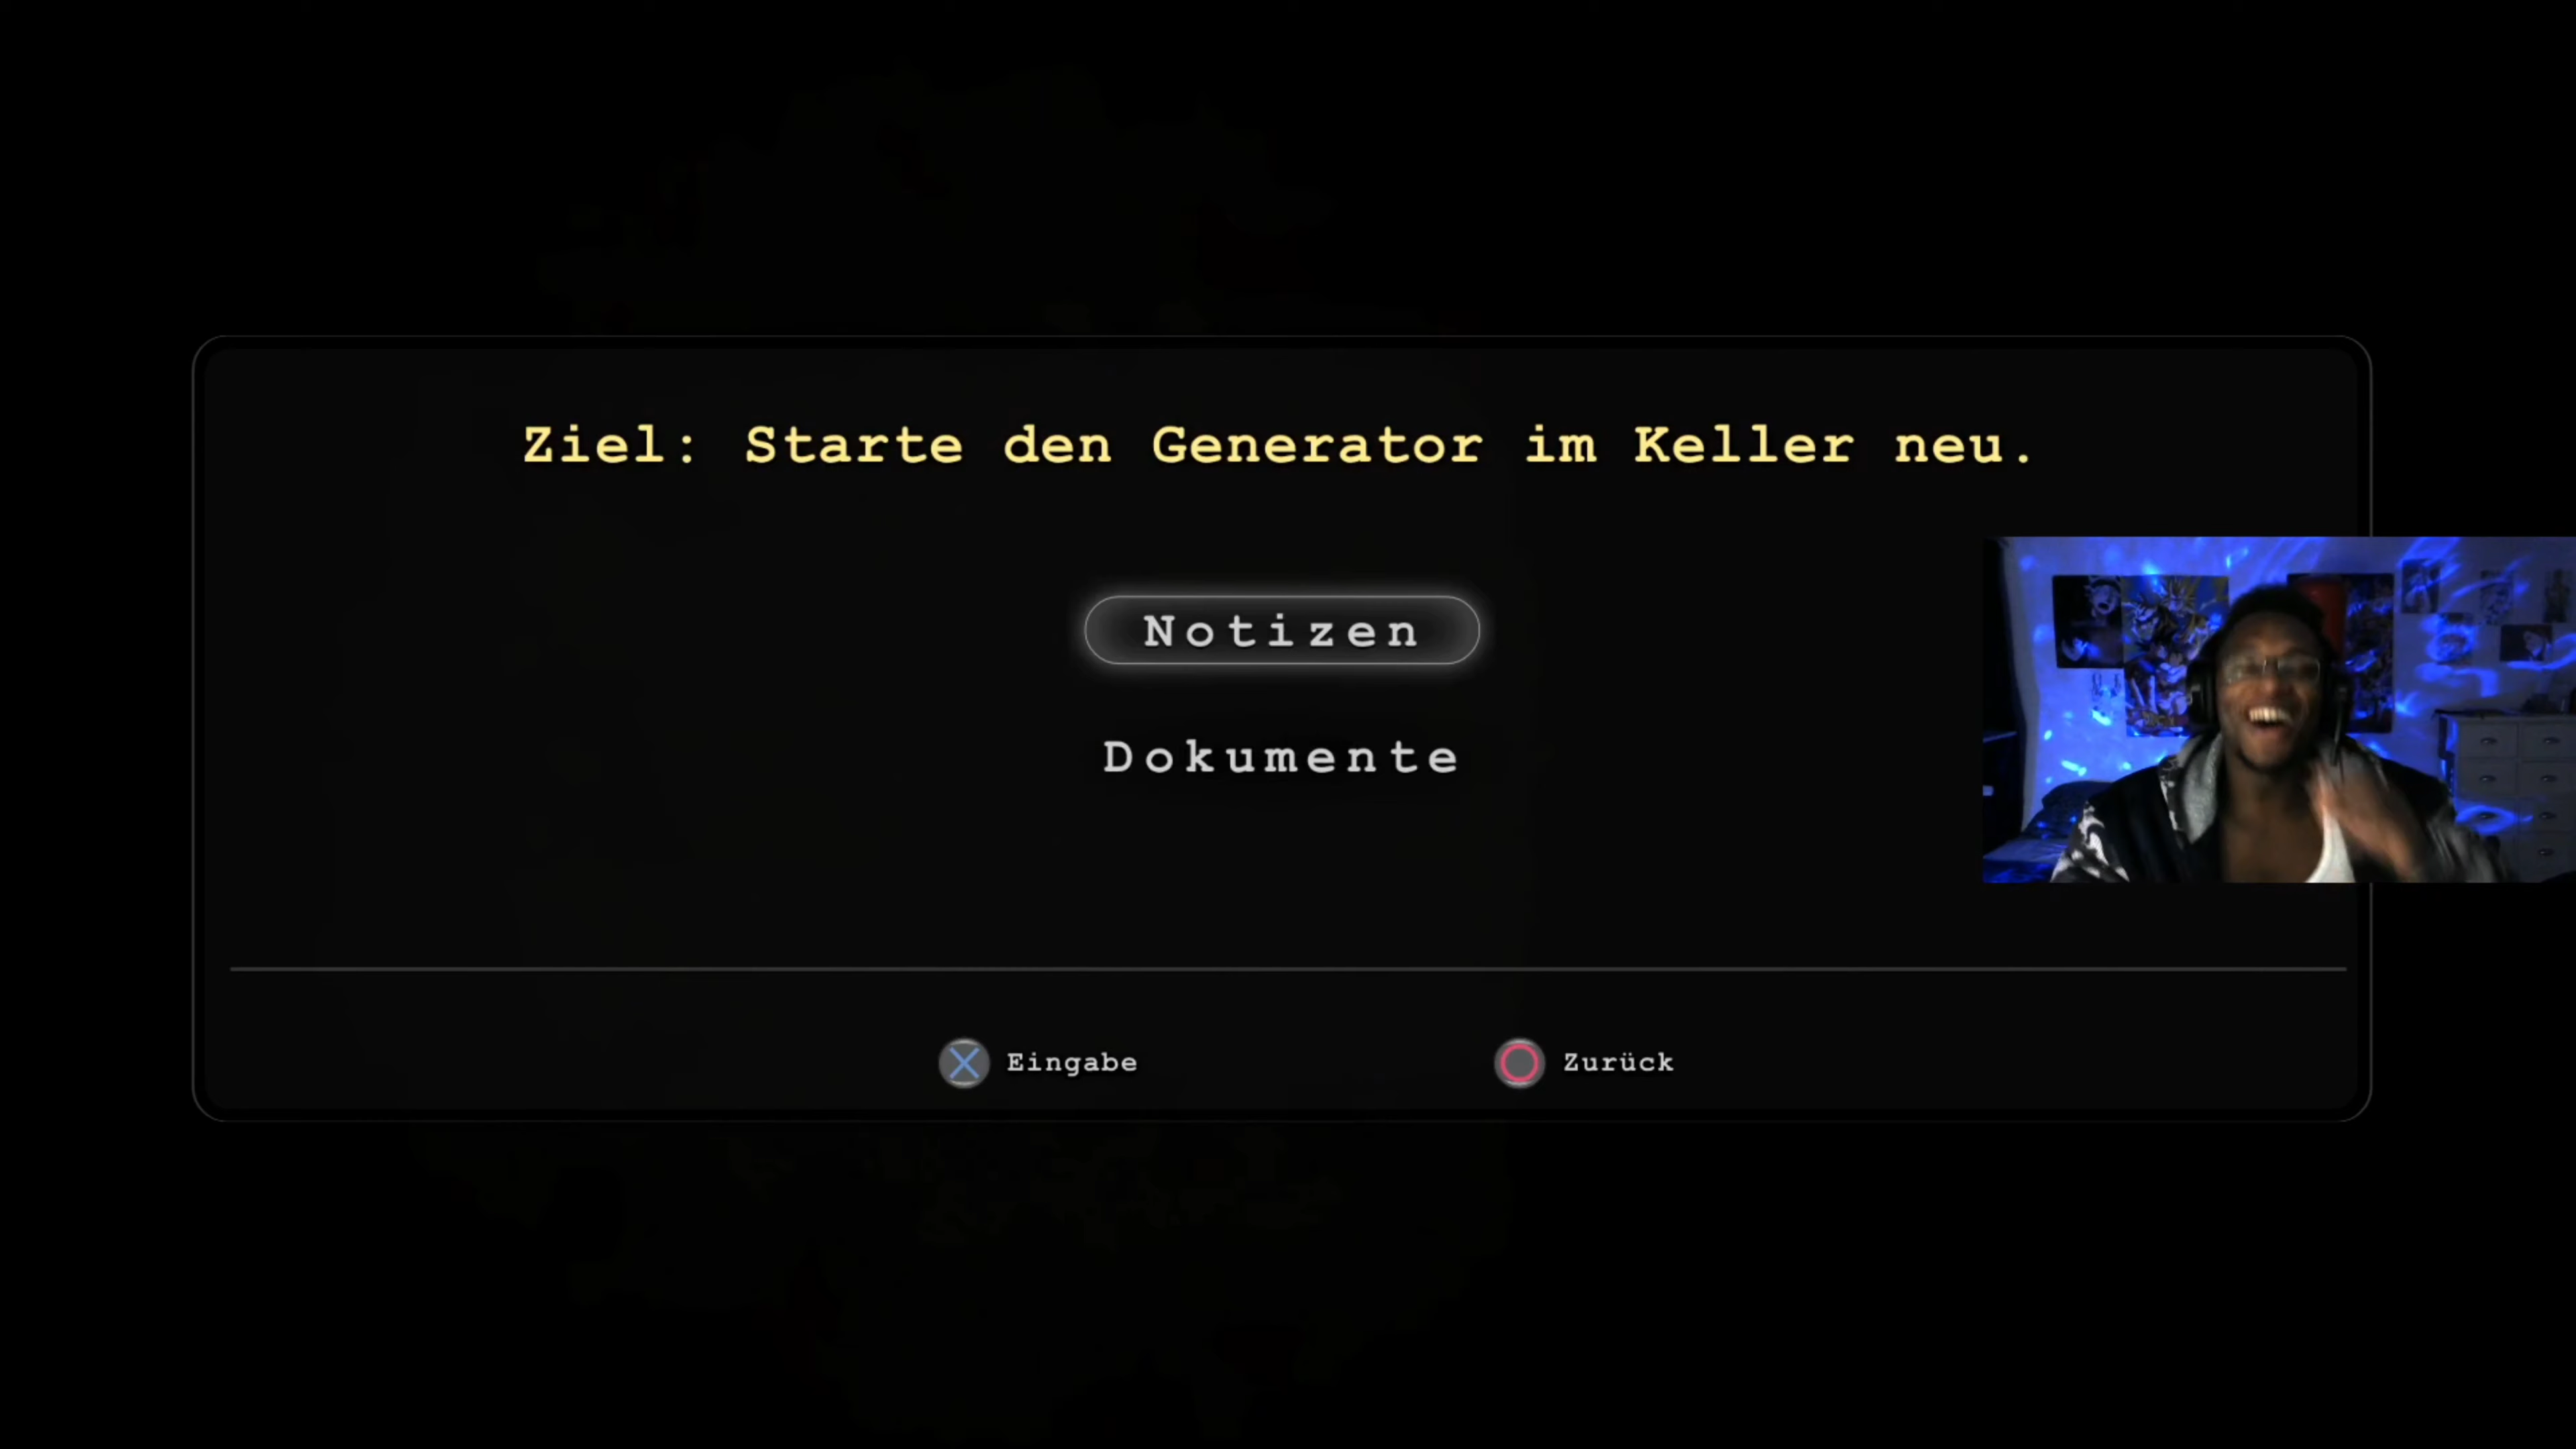 Ziel: Starte den Generator im Keller neu.
Notizen
Dokumente
Eingabe
Zurück